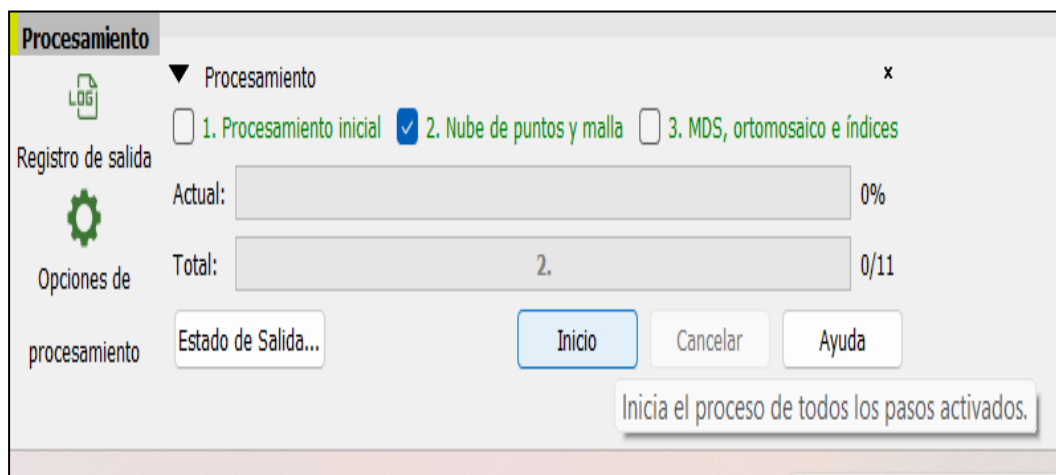 Procesamiento
Procesamiento
x
1. Procesamiento inicial 2. Nube de puntos y malla 3. MDS, ortomosaico e índices
LOG
Registro de salida
Actual: 0%
Total: 2. 0/11
Opciones de
procesamiento
Estado de Salida... Inicio Cancelar Ayuda
Inicia el proceso de todos los pasos activados.